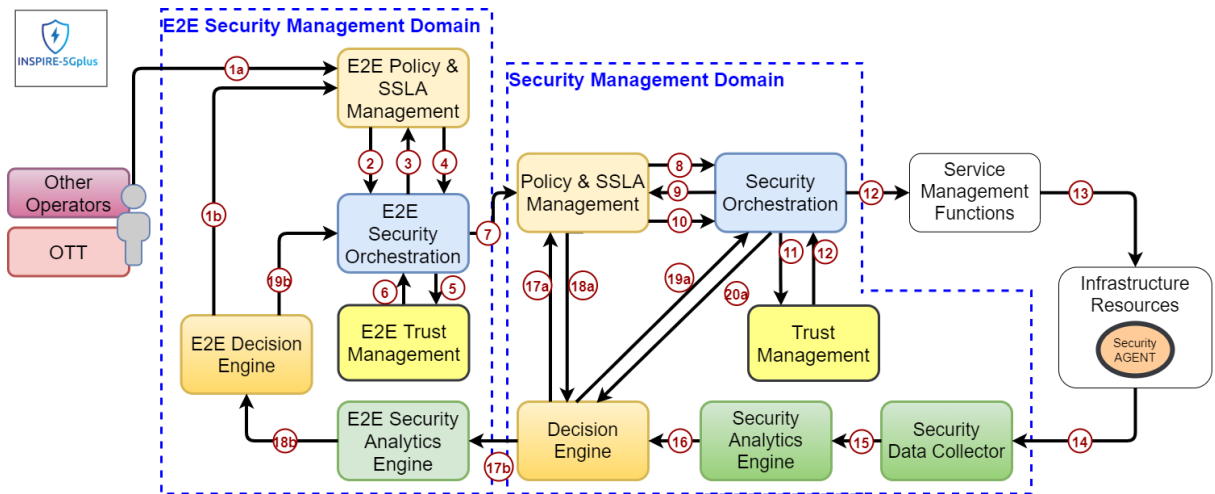 INSPIRE-5Gplus
E2E Security Management Domain
1a
E2E Policy &
SSLA
Management
2
3
4
1b
Other
Operators
OTT
E2E
Security
Orchestration
19b
6
5
E2E Trust
Management
E2E Decision
Engine
18b
E2E Security
Analytics
Engine
7
17b
Security Management Domain
Policy & SSLA
Management
8
9
10
Security
Orchestration
17a
18a
19a
20a
11
12
Trust
Management
Decision
Engine
16
Security
Analytics
Engine
15
Security
Data Collector
12
Service
Management
Functions
13
Infrastructure
Resources
Security
AGENT
14